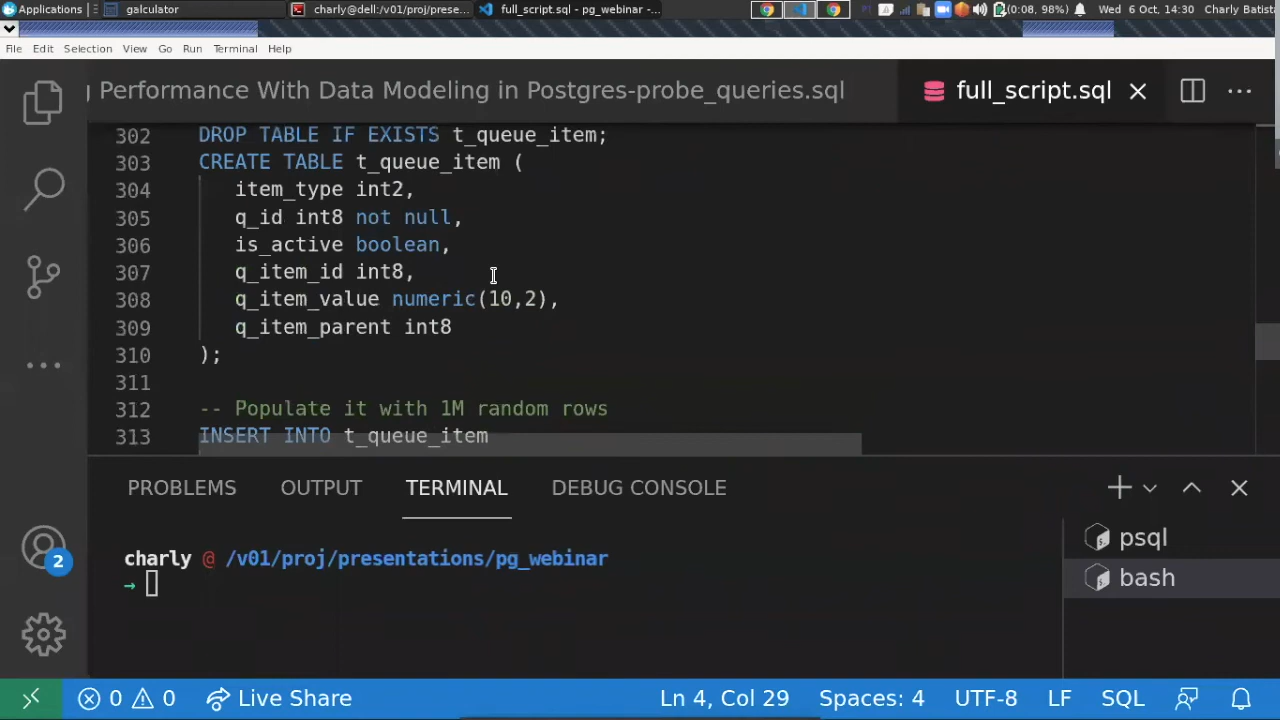 Applications galculator charly@dell:/v01/proj/prese... full_script.sql - pg_webinar -... (0:08, 98%) Wed 6 Oct, 14:30 Charly Batist
File Edit Selection View Go Run Terminal Help
Performance With Data Modeling in Postgres-probe_queries.sql full_script.sql
302 DROP TABLE IF EXISTS t_queue_item;
303 CREATE TABLE t_queue_item (
304 item_type int2,
305 q_id int8 not null,
306 is_active boolean,
307 q_item_id int8,
308 q_item_value numeric(10,2),
309 q_item_parent int8
310 );
311
312 -- Populate it with 1M random rows
313 INSERT INTO t_queue_item
PROBLEMS OUTPUT TERMINAL DEBUG CONSOLE
charly @ /v01/proj/presentations/pg_webinar
→
psql
bash
2
0 0 Live Share Ln 4, Col 29 Spaces: 4 UTF-8 LF SQL